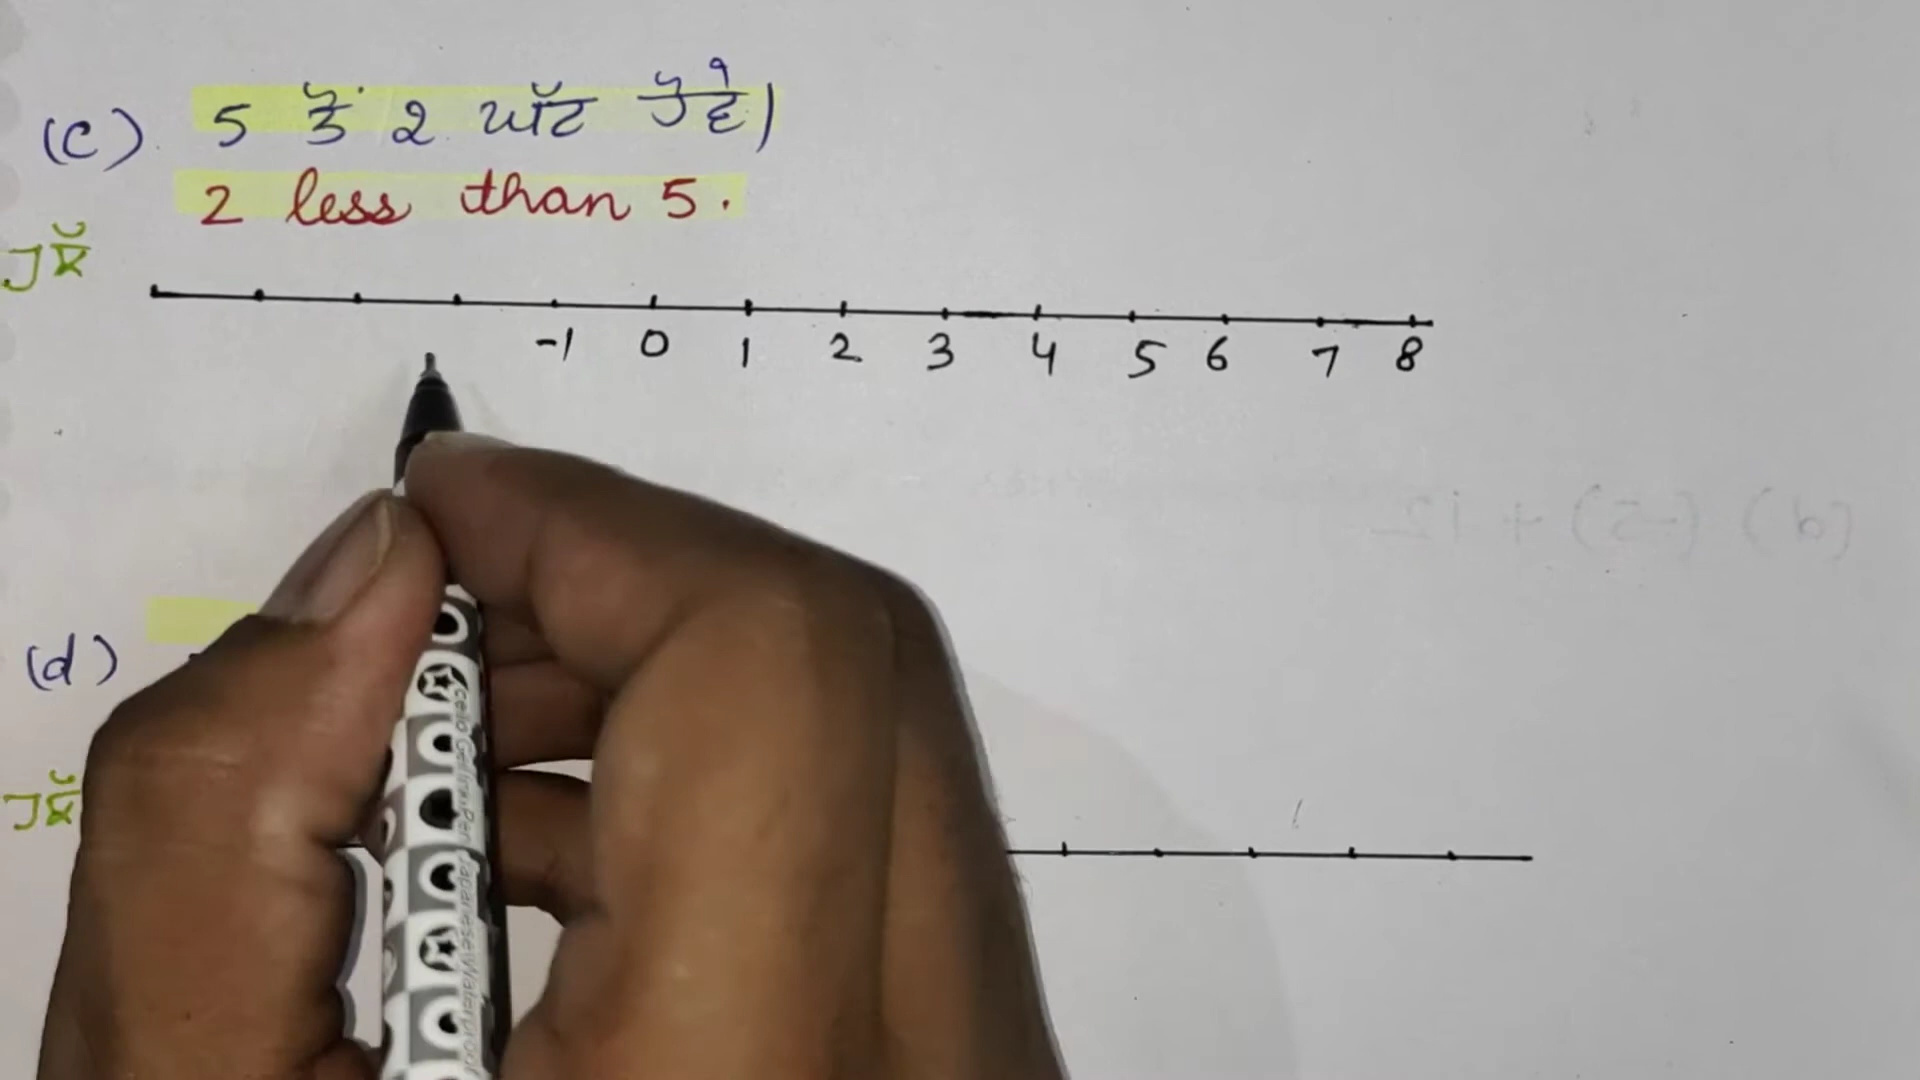 (c) 5 ਤੋਂ 2 ਘੱਟ ਹੋਵੇ।
2 less than 5.
ਹੱਲ
-1 0 1 2 3 4 5 6 7 8
(d)
ਹੱਲ